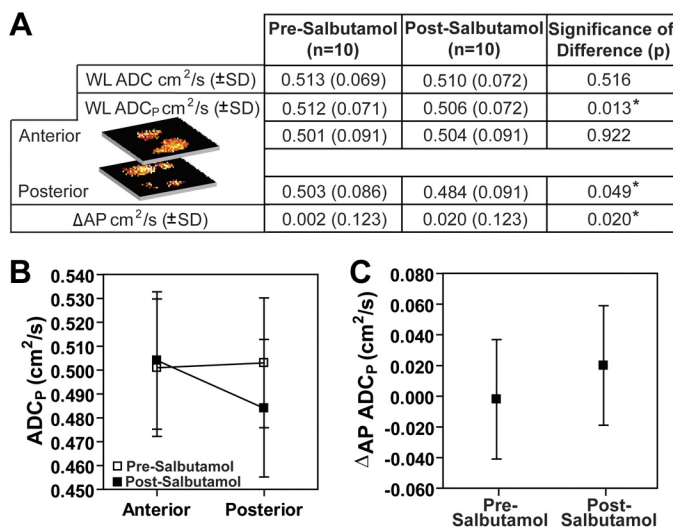 A
Pre-Salbutamol (n=10) Post-Salbutamol (n=10) Significance of Difference (p)
WL ADC cm²/s (±SD) 0.513 (0.069) 0.510 (0.072) 0.516
WL ADCP cm²/s (±SD) 0.512 (0.071) 0.506 (0.072) 0.013*
Anterior 0.501 (0.091) 0.504 (0.091) 0.922
Posterior 0.503 (0.086) 0.484 (0.091) 0.049*
ΔAP cm²/s (±SD) 0.002 (0.123) 0.020 (0.123) 0.020*
B
ADCP (cm²/s)
0.540
0.530
0.520
0.510
0.500
0.490
0.480
0.470
0.460
0.450
Pre-Salbutamol
Post-Salbutamol
Anterior Posterior
C
ΔAP ADCP (cm²/s)
0.080
0.060
0.040
0.020
0.000
-0.020
-0.040
-0.060
Pre-Salbutamol
Post-Salbutamol